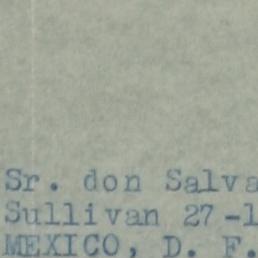 Sr. don Salva
Sullivan 27-1
MEXICO, D. F.